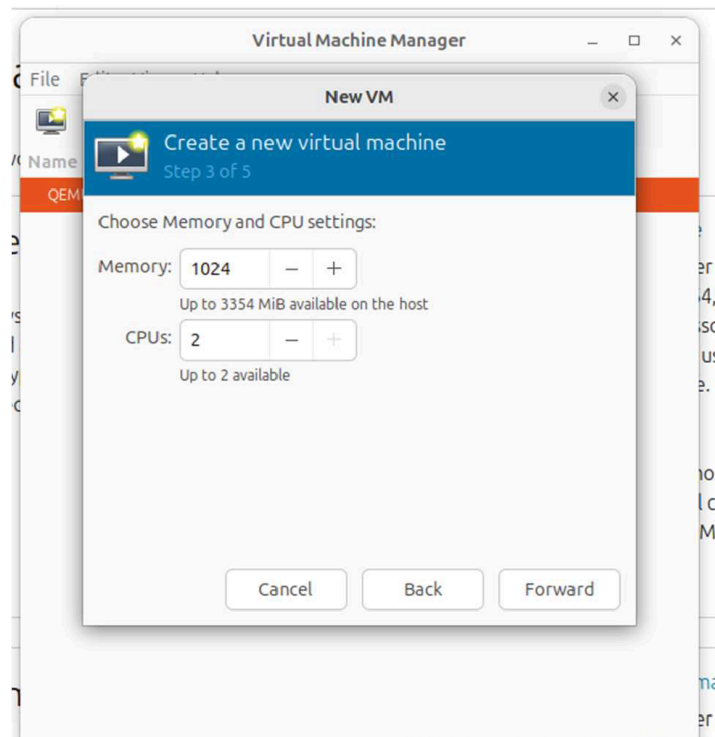 Virtual Machine Manager
File
New VM
Create a new virtual machine
Step 3 of 5
Name
QEM
Choose Memory and CPU settings:
Memory: 1024
Up to 3354 MiB available on the host
CPUs: 2
Up to 2 available
Cancel Back Forward